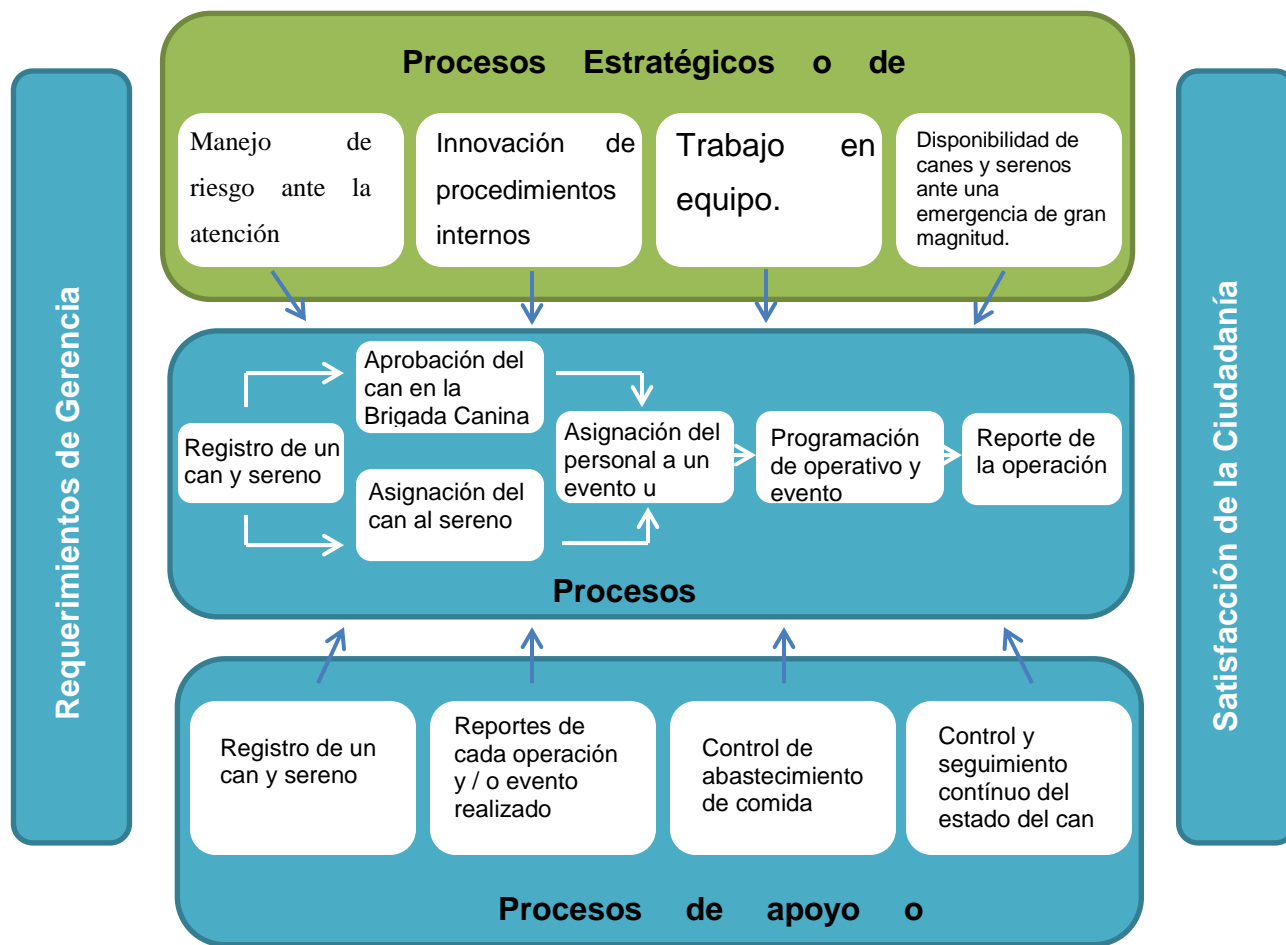 Procesos Estratégicos o de
Requerimientos de Gerencia
Manejo de
riesgo ante la
atención
Innovación de
procedimientos
internos
Trabajo en
equipo.
Disponibilidad de
canes y serenos
ante una
emergencia de gran
magnitud.
Satisfacción de la Ciudadanía
Registro de un
can y sereno
Aprobación del
can en la
Brigada Canina
Asignación del
can al sereno
Asignación del
personal a un
evento u
Programación
de operativo y
evento
Reporte de
la operación
Procesos
Registro de un
can y sereno
Reportes de
cada operación
y / o evento
realizado
Control de
abastecimiento
de comida
Control y
seguimiento
contínuo del
estado del can
Procesos de apoyo o